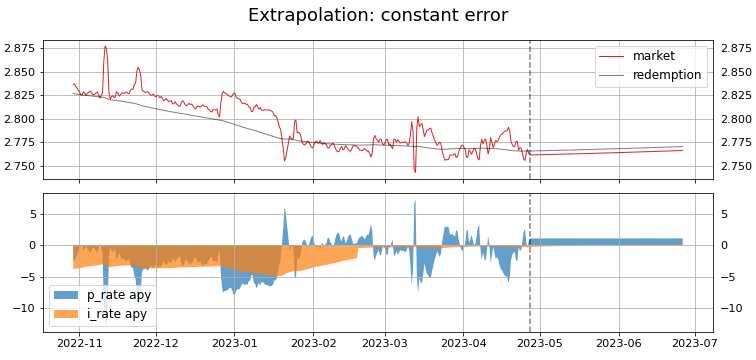 Extrapolation: constant error
2.875 2.875
2.850 2.850
2.825 2.825
2.800 2.800
2.775 2.775
2.750 2.750
market
redemption
5 5
0 0
−5 −5
−10 −10
p_rate apy
i_rate apy
2022-11 2022-12 2023-01 2023-02 2023-03 2023-04 2023-05 2023-06 2023-07